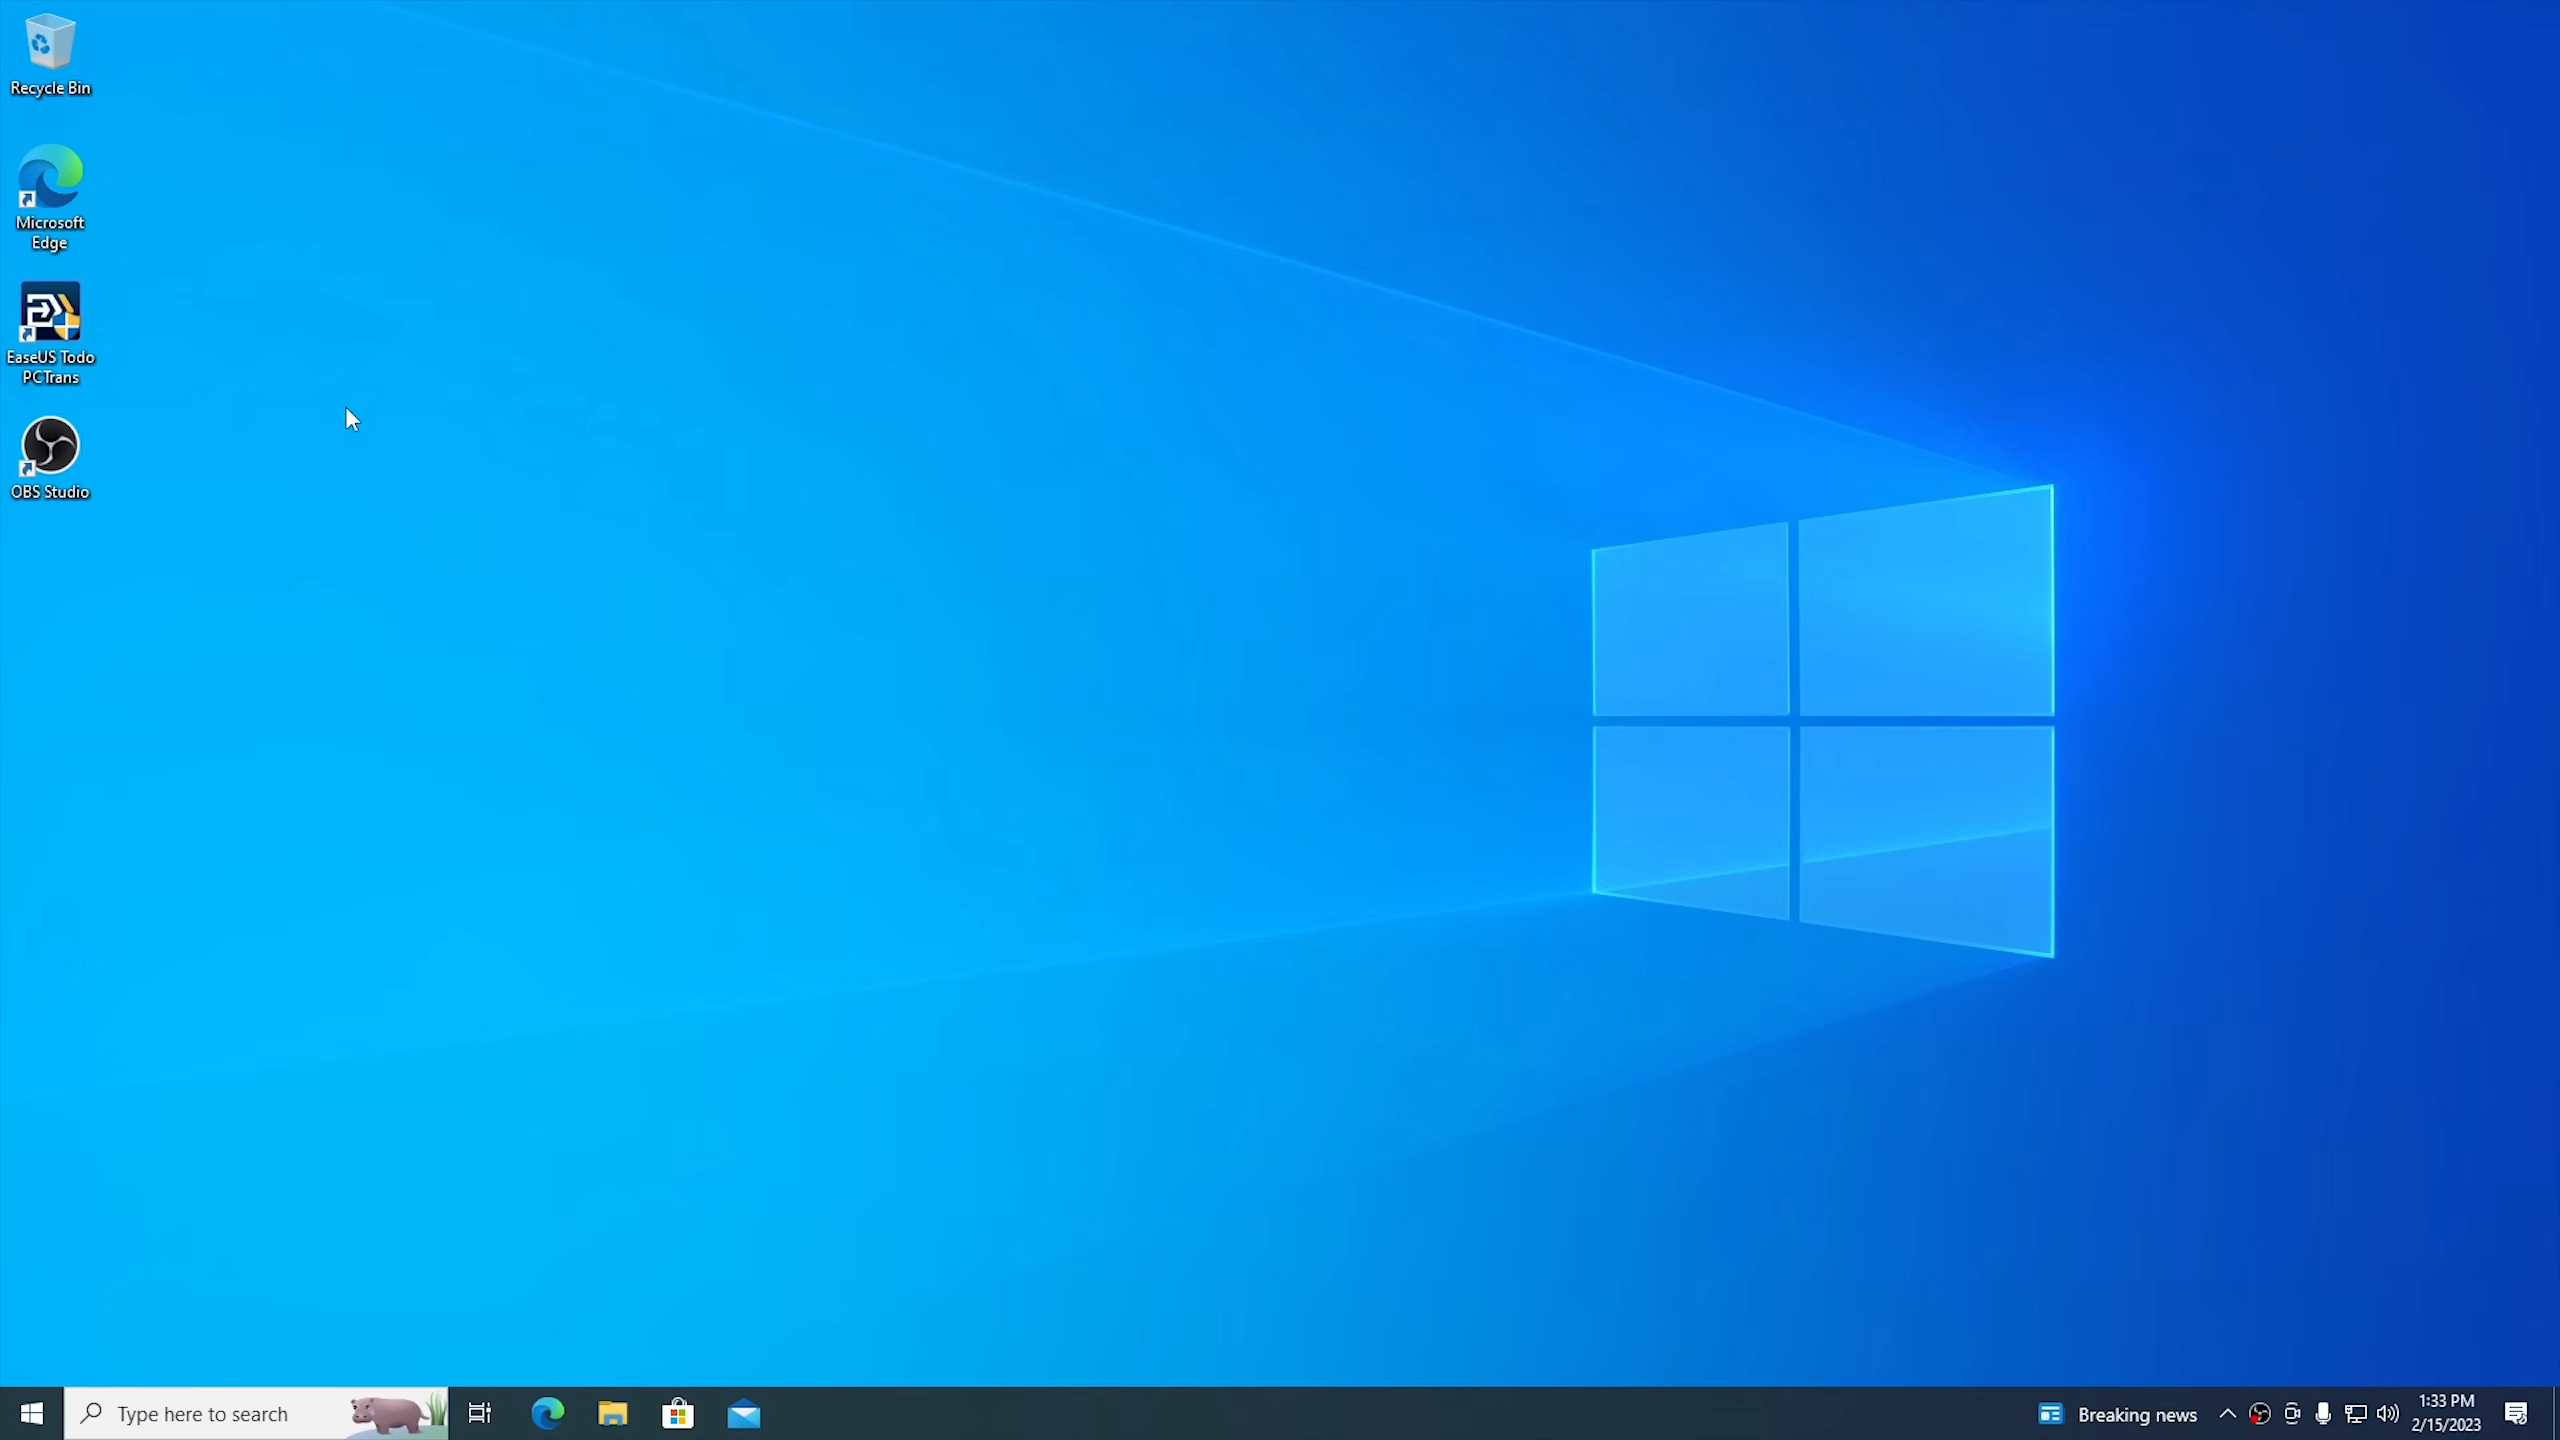 Recycle Bin
Microsoft
Edge
EaseUS Todo
PCTrans
OBS Studio
Type here to search
Breaking news
1:33 PM
2/15/2023